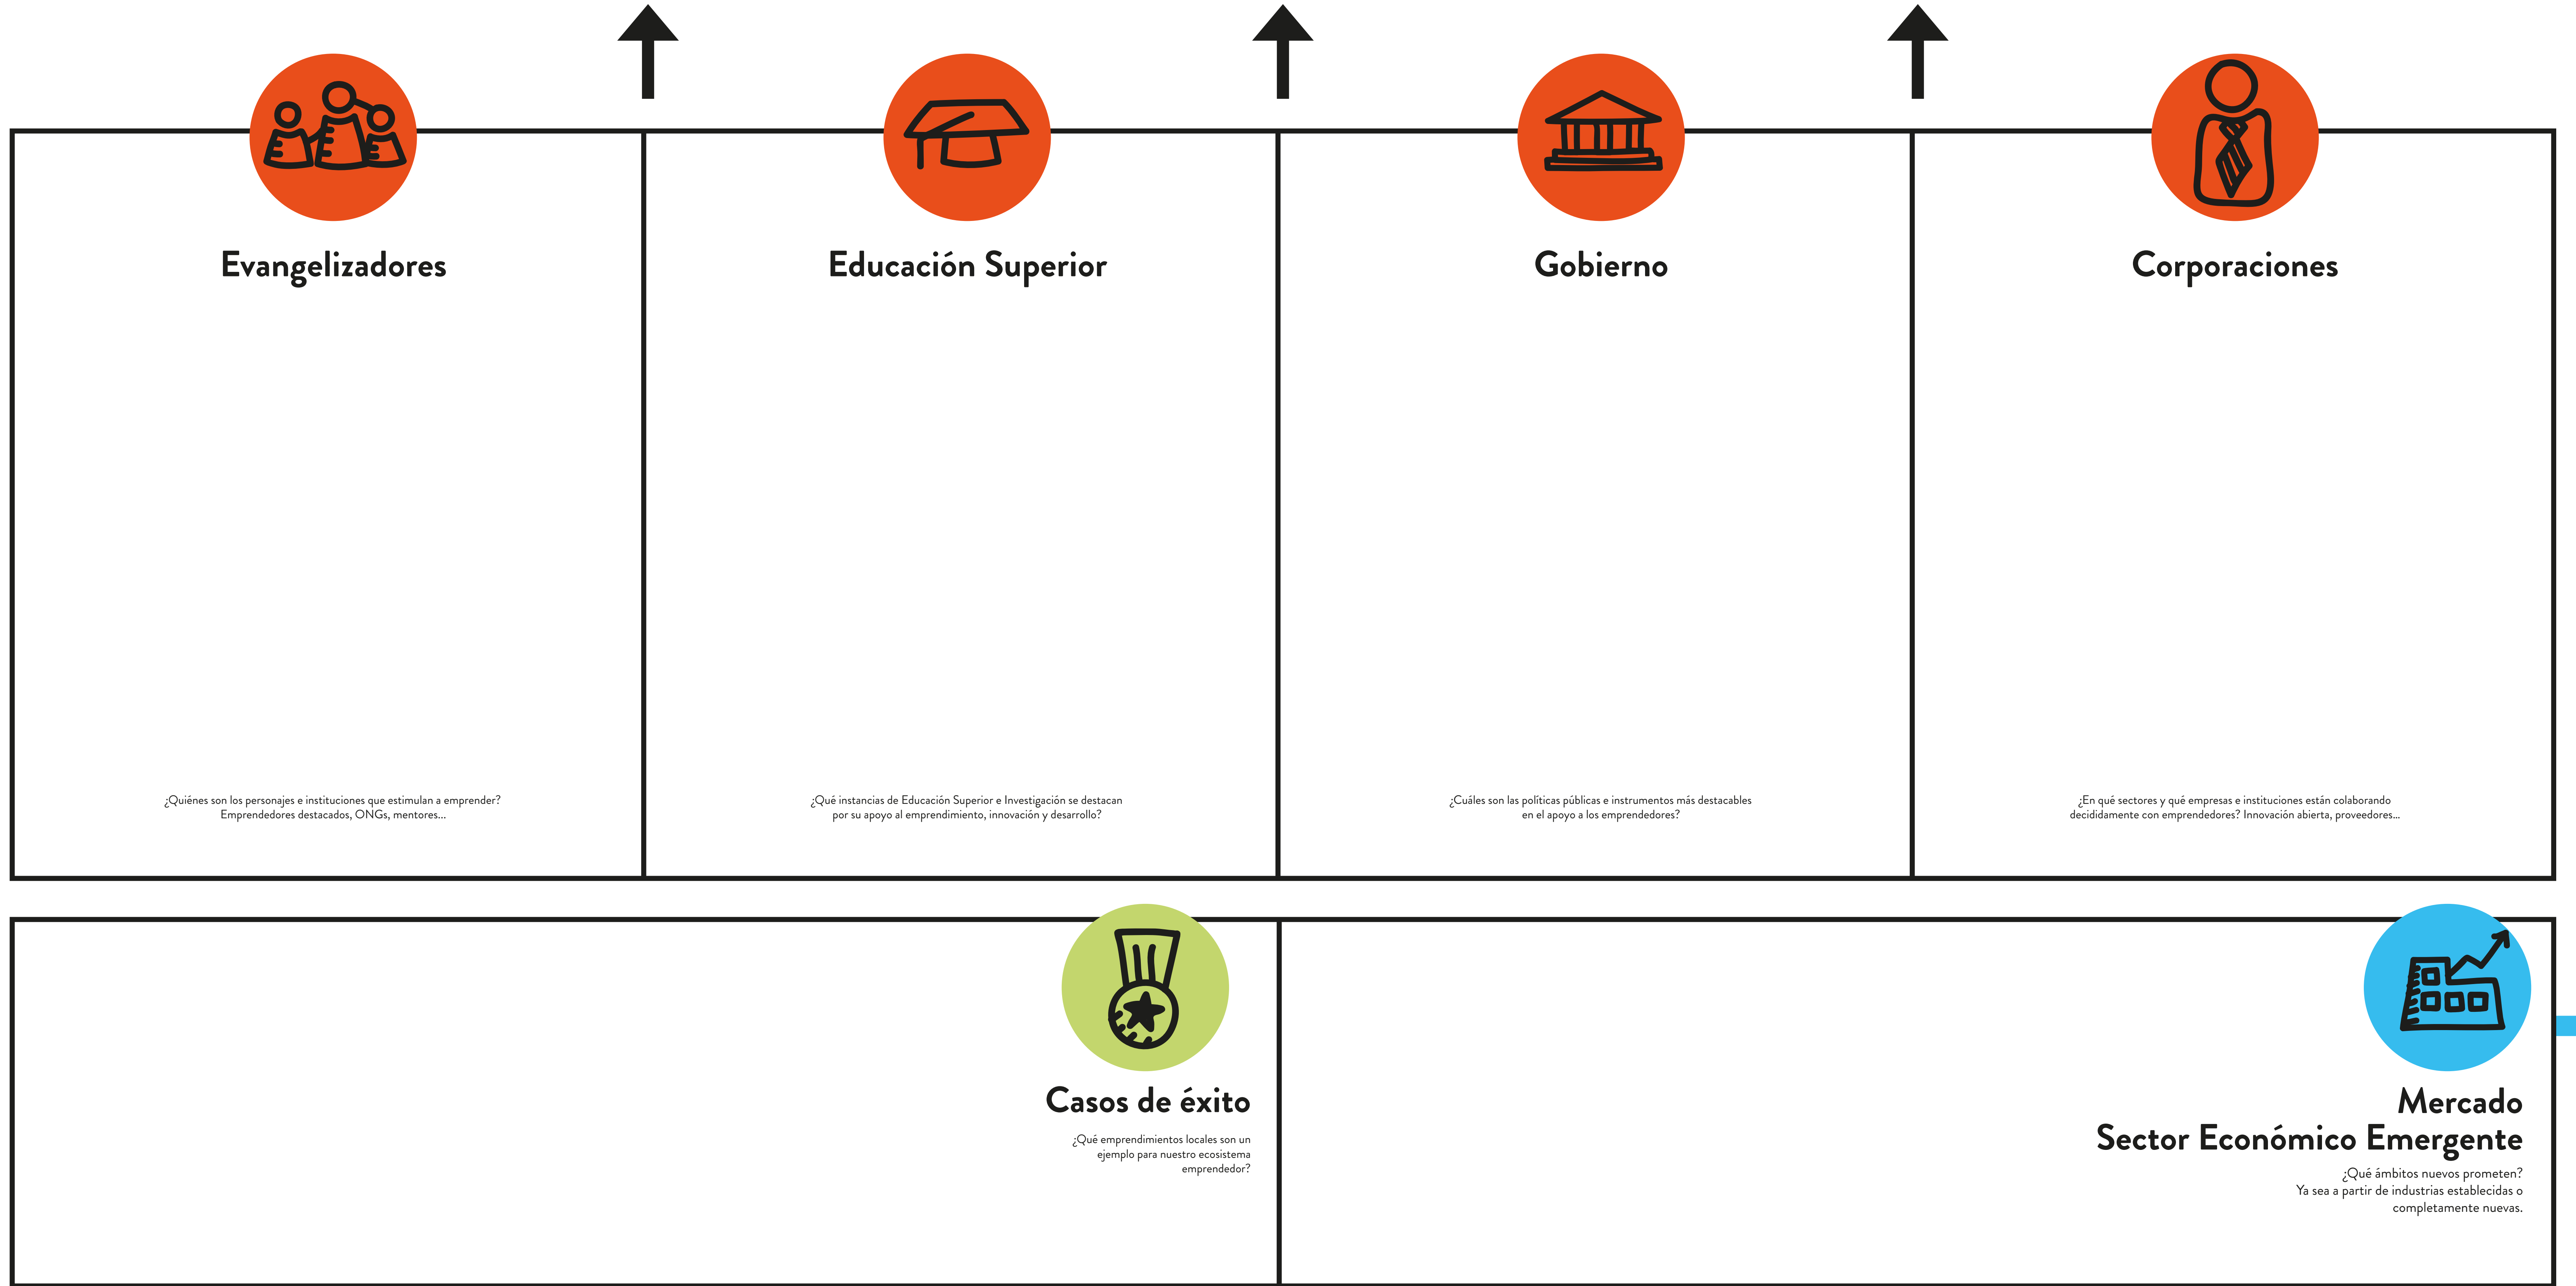 Evangelizadores
Educación Superior
Gobierno
Corporaciones
¿Quiénes son los personajes e instituciones que estimulan a emprender?
Emprendedores destacados, ONGs, mentores...
¿Qué instancias de Educación Superior e Investigación se destacan
por su apoyo al emprendimiento, innovación y desarrollo?
¿Cuáles son las políticas públicas e instrumentos más destacables
en el apoyo a los emprendedores?
¿En qué sectores y qué empresas e instituciones están colaborando
decididamente con emprendedores? Innovación abierta, proveedores...
Casos de éxito
¿Qué emprendimientos locales son un
ejemplo para nuestro ecosistema
emprendedor?
Mercado
Sector Económico Emergente
¿Qué ámbitos nuevos prometen?
Ya sea a partir de industrias establecidas o
completamente nuevas.